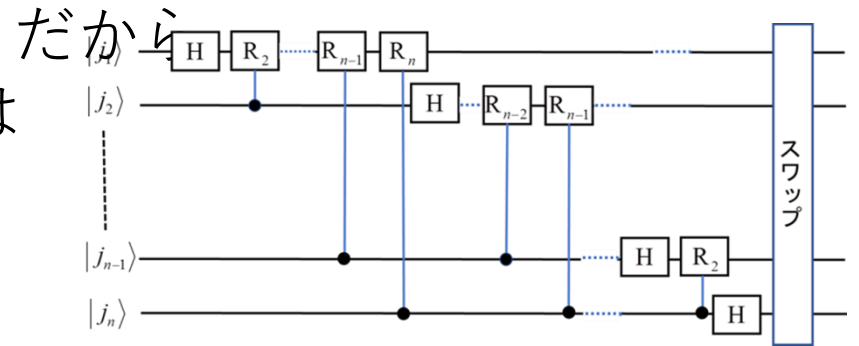 だから
は
|j₁⟩ H R₂ Rₙ₋₁ Rₙ
|j₂⟩ H Rₙ₋₂ Rₙ₋₁
|jₙ₋₁⟩ H R₂
|jₙ⟩ H
スワップ